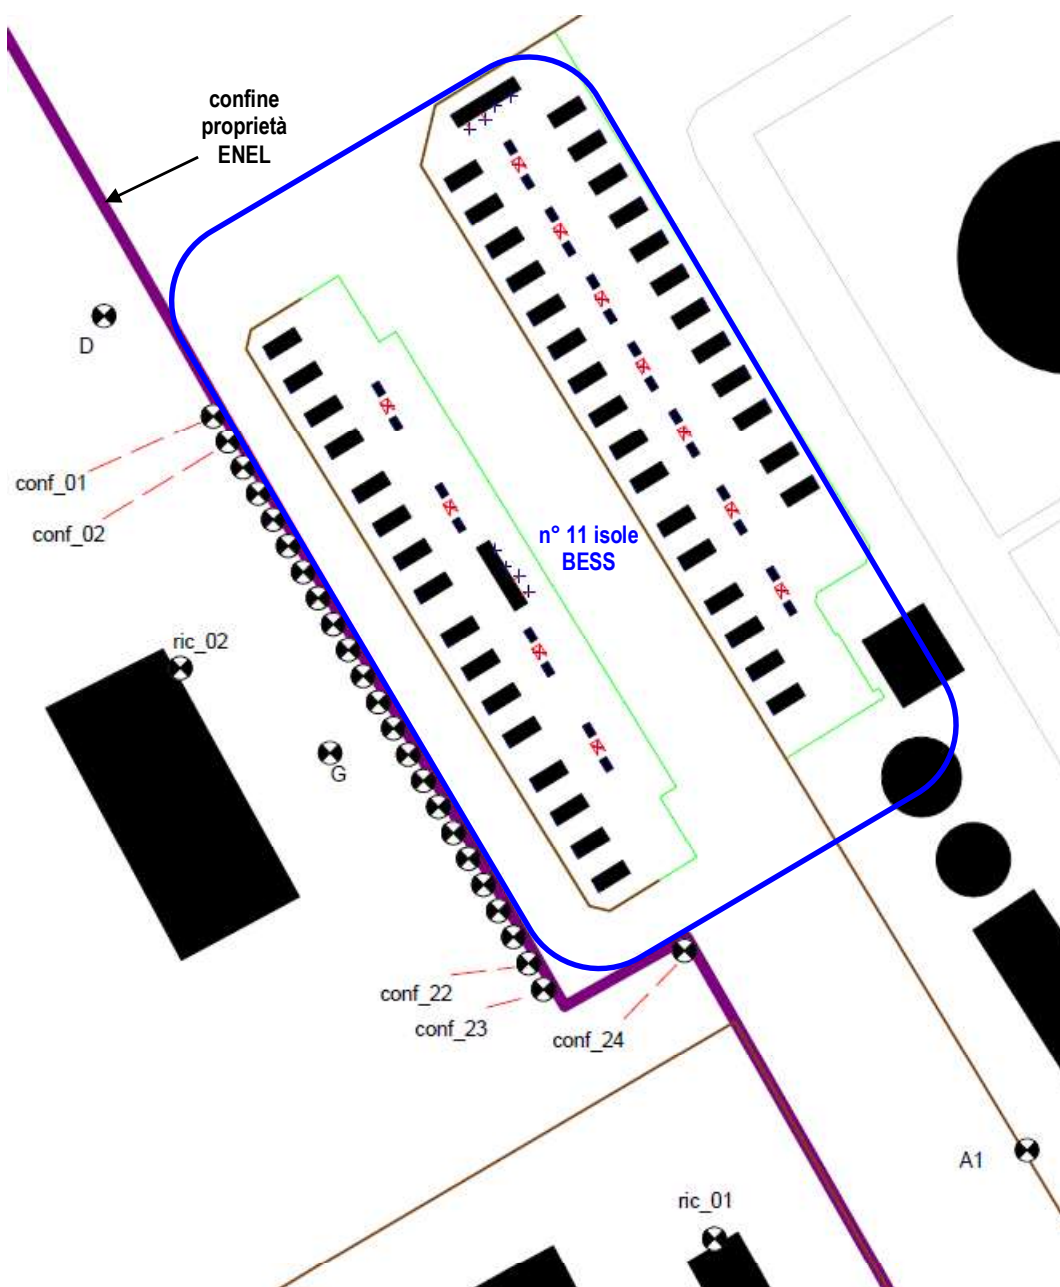 confine
proprietà
ENEL
D
conf_01
conf_02
n° 11 isole
BESS
ric_02
G
conf_22
conf_23
conf_24
A1
ric_01